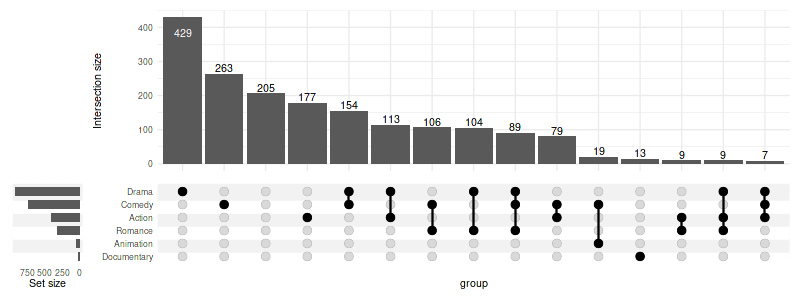 400
300
200
100
0
Intersection size
429
263
205
177
154
113
106
104
89
79
19
13
9
9
7
Drama
Comedy
Action
Romance
Animation
Documentary
750 500 250 0
Set size
group